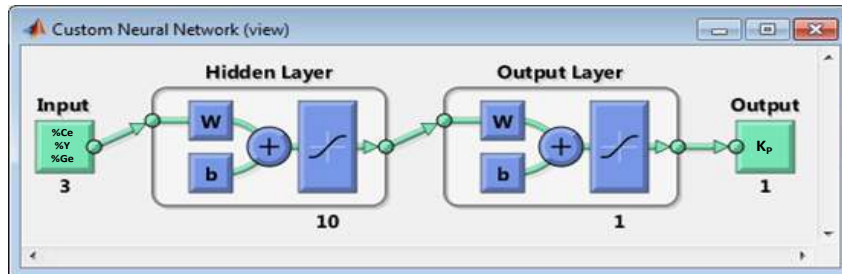 Custom Neural Network (view)
Hidden Layer
Output Layer
Input
Output
%Ce
%Y
%Ge
W
b
+
W
b
+
KP
3
10
1
1